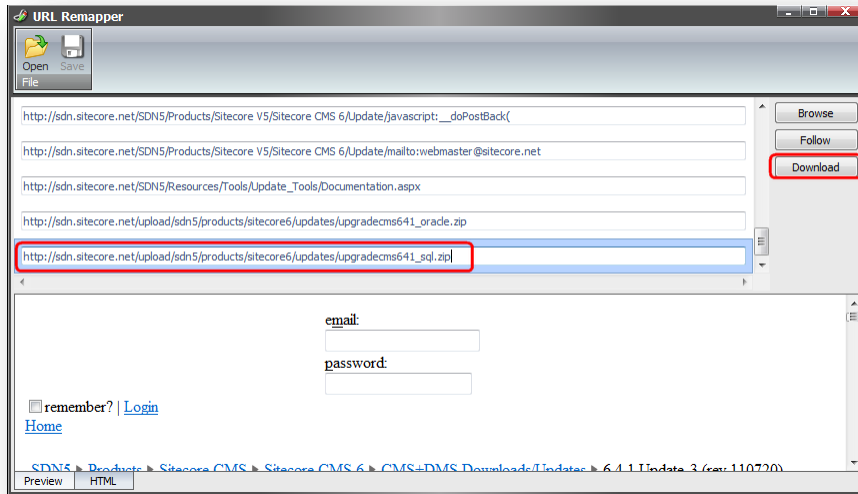 URL Remapper
Open Save
File
http://sdn.sitecore.net/SDN5/Products/Sitecore V5/Sitecore CMS 6/Update/javascript:__doPostBack(
http://sdn.sitecore.net/SDN5/Products/Sitecore V5/Sitecore CMS 6/Update/mailto:webmaster@sitecore.net
http://sdn.sitecore.net/SDN5/Resources/Tools/Update_Tools/Documentation.aspx
http://sdn.sitecore.net/upload/sdn5/products/sitecore6/updates/upgradecms641_oracle.zip
http://sdn.sitecore.net/upload/sdn5/products/sitecore6/updates/upgradecms641_sql.zip
Browse
Follow
Download
email:
password:
remember? | Login
Home
SDN5 Products Sitecore CMS Sitecore CMS 6 CMS+DMS Downloads/Updates 6.4.1 Update-3 (rev.110720)
Preview HTML